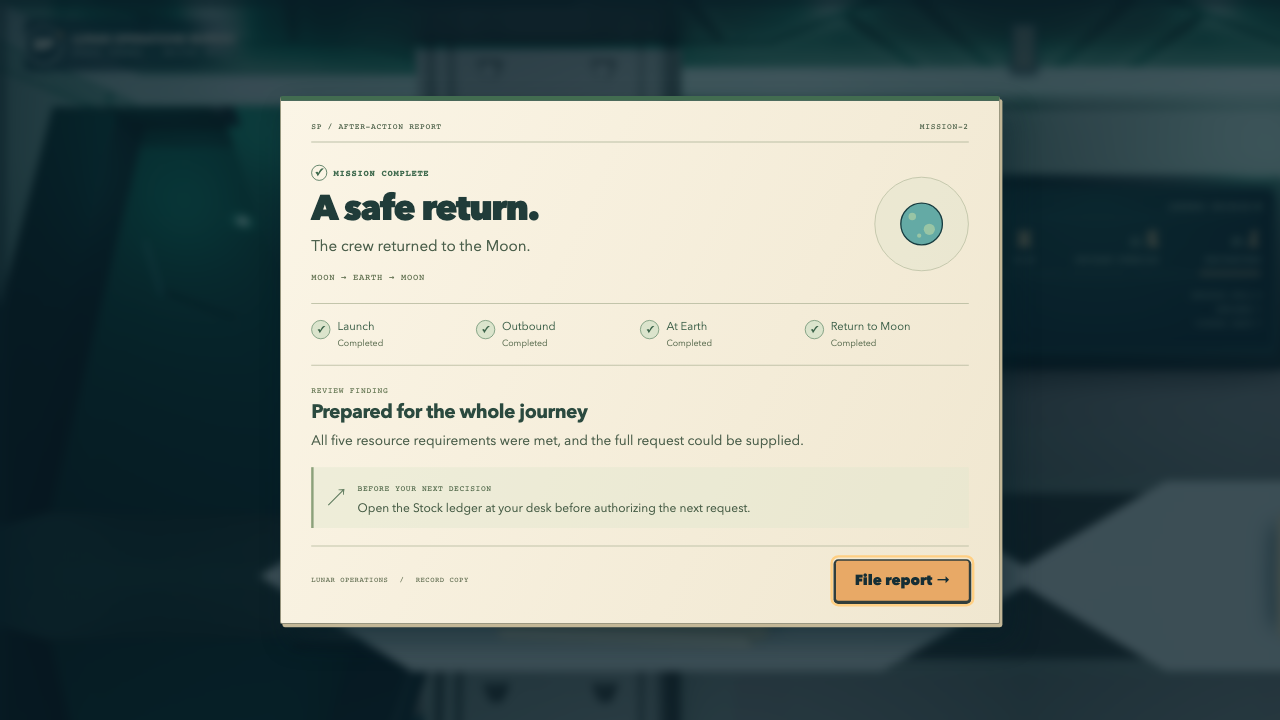 SP / AFTER-ACTION REPORT
MISSION-2
MISSION COMPLETE
A safe return.
The crew returned to the Moon.
MOON → EARTH → MOON
Launch
Completed
Outbound
Completed
At Earth
Completed
Return to Moon
Completed
REVIEW FINDING
Prepared for the whole journey
All five resource requirements were met, and the full request could be supplied.
BEFORE YOUR NEXT DECISION
Open the Stock ledger at your desk before authorizing the next request.
LUNAR OPERATIONS / RECORD COPY
File report →